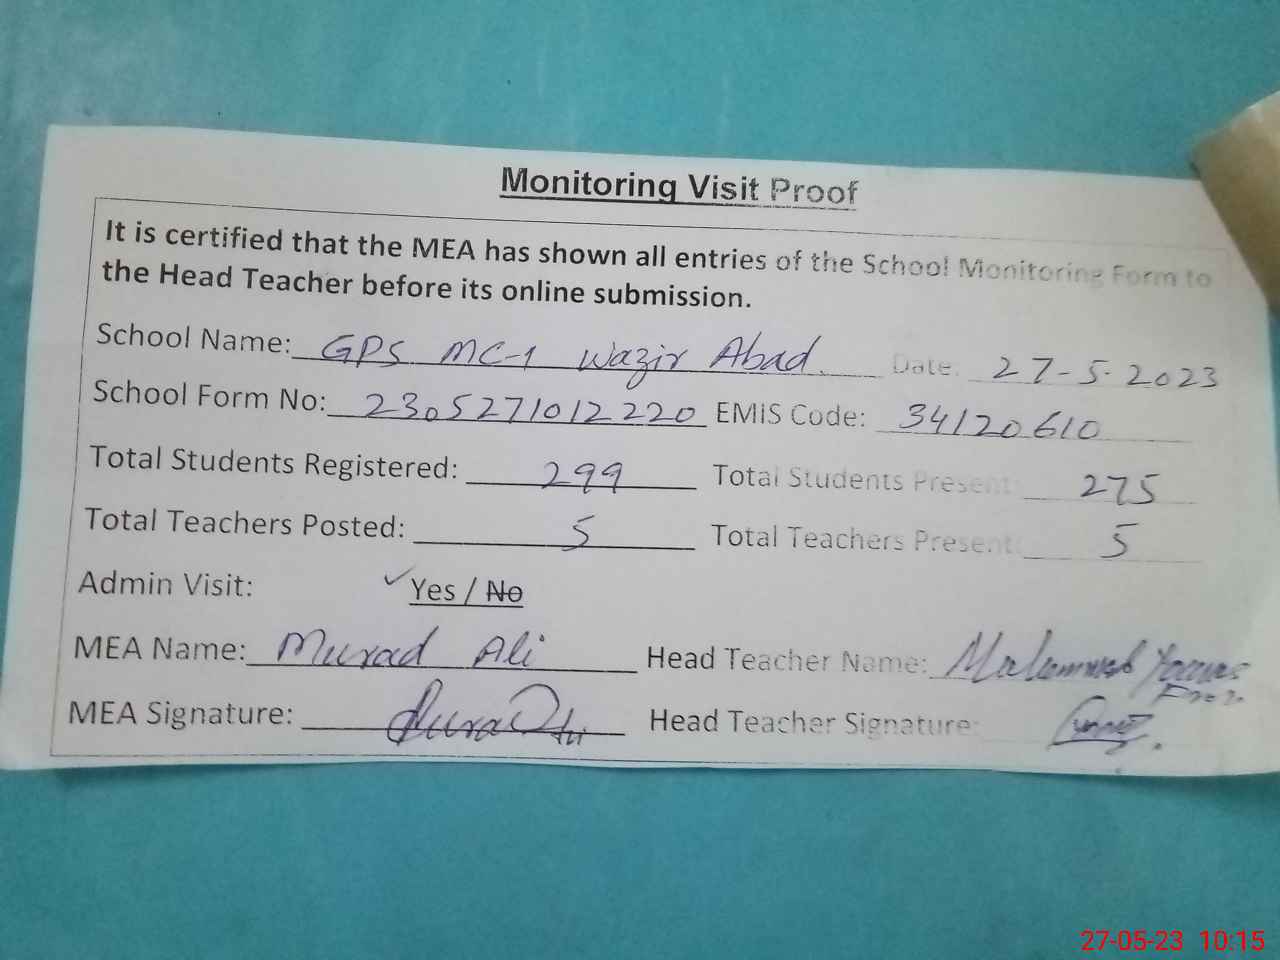 Monitoring Visit Proof
It is certified that the MEA has shown all entries of the School Monitoring Form to
the Head Teacher before its online submission.
School Name: GPS MC-1 Wazir Abad. Date. 27-5-2023
School Form No: 2305271012220 EMIS Code: 34120610
Total Students Registered: 299 Total Students Present: 275
Total Teachers Posted: 5 Total Teachers Present: 5
Admin Visit: ✓Yes / No
MEA Name: Murad Ali Head Teacher Name: Muhammad
MEA Signature: Head Teacher Signature:
27-05-23 10:15